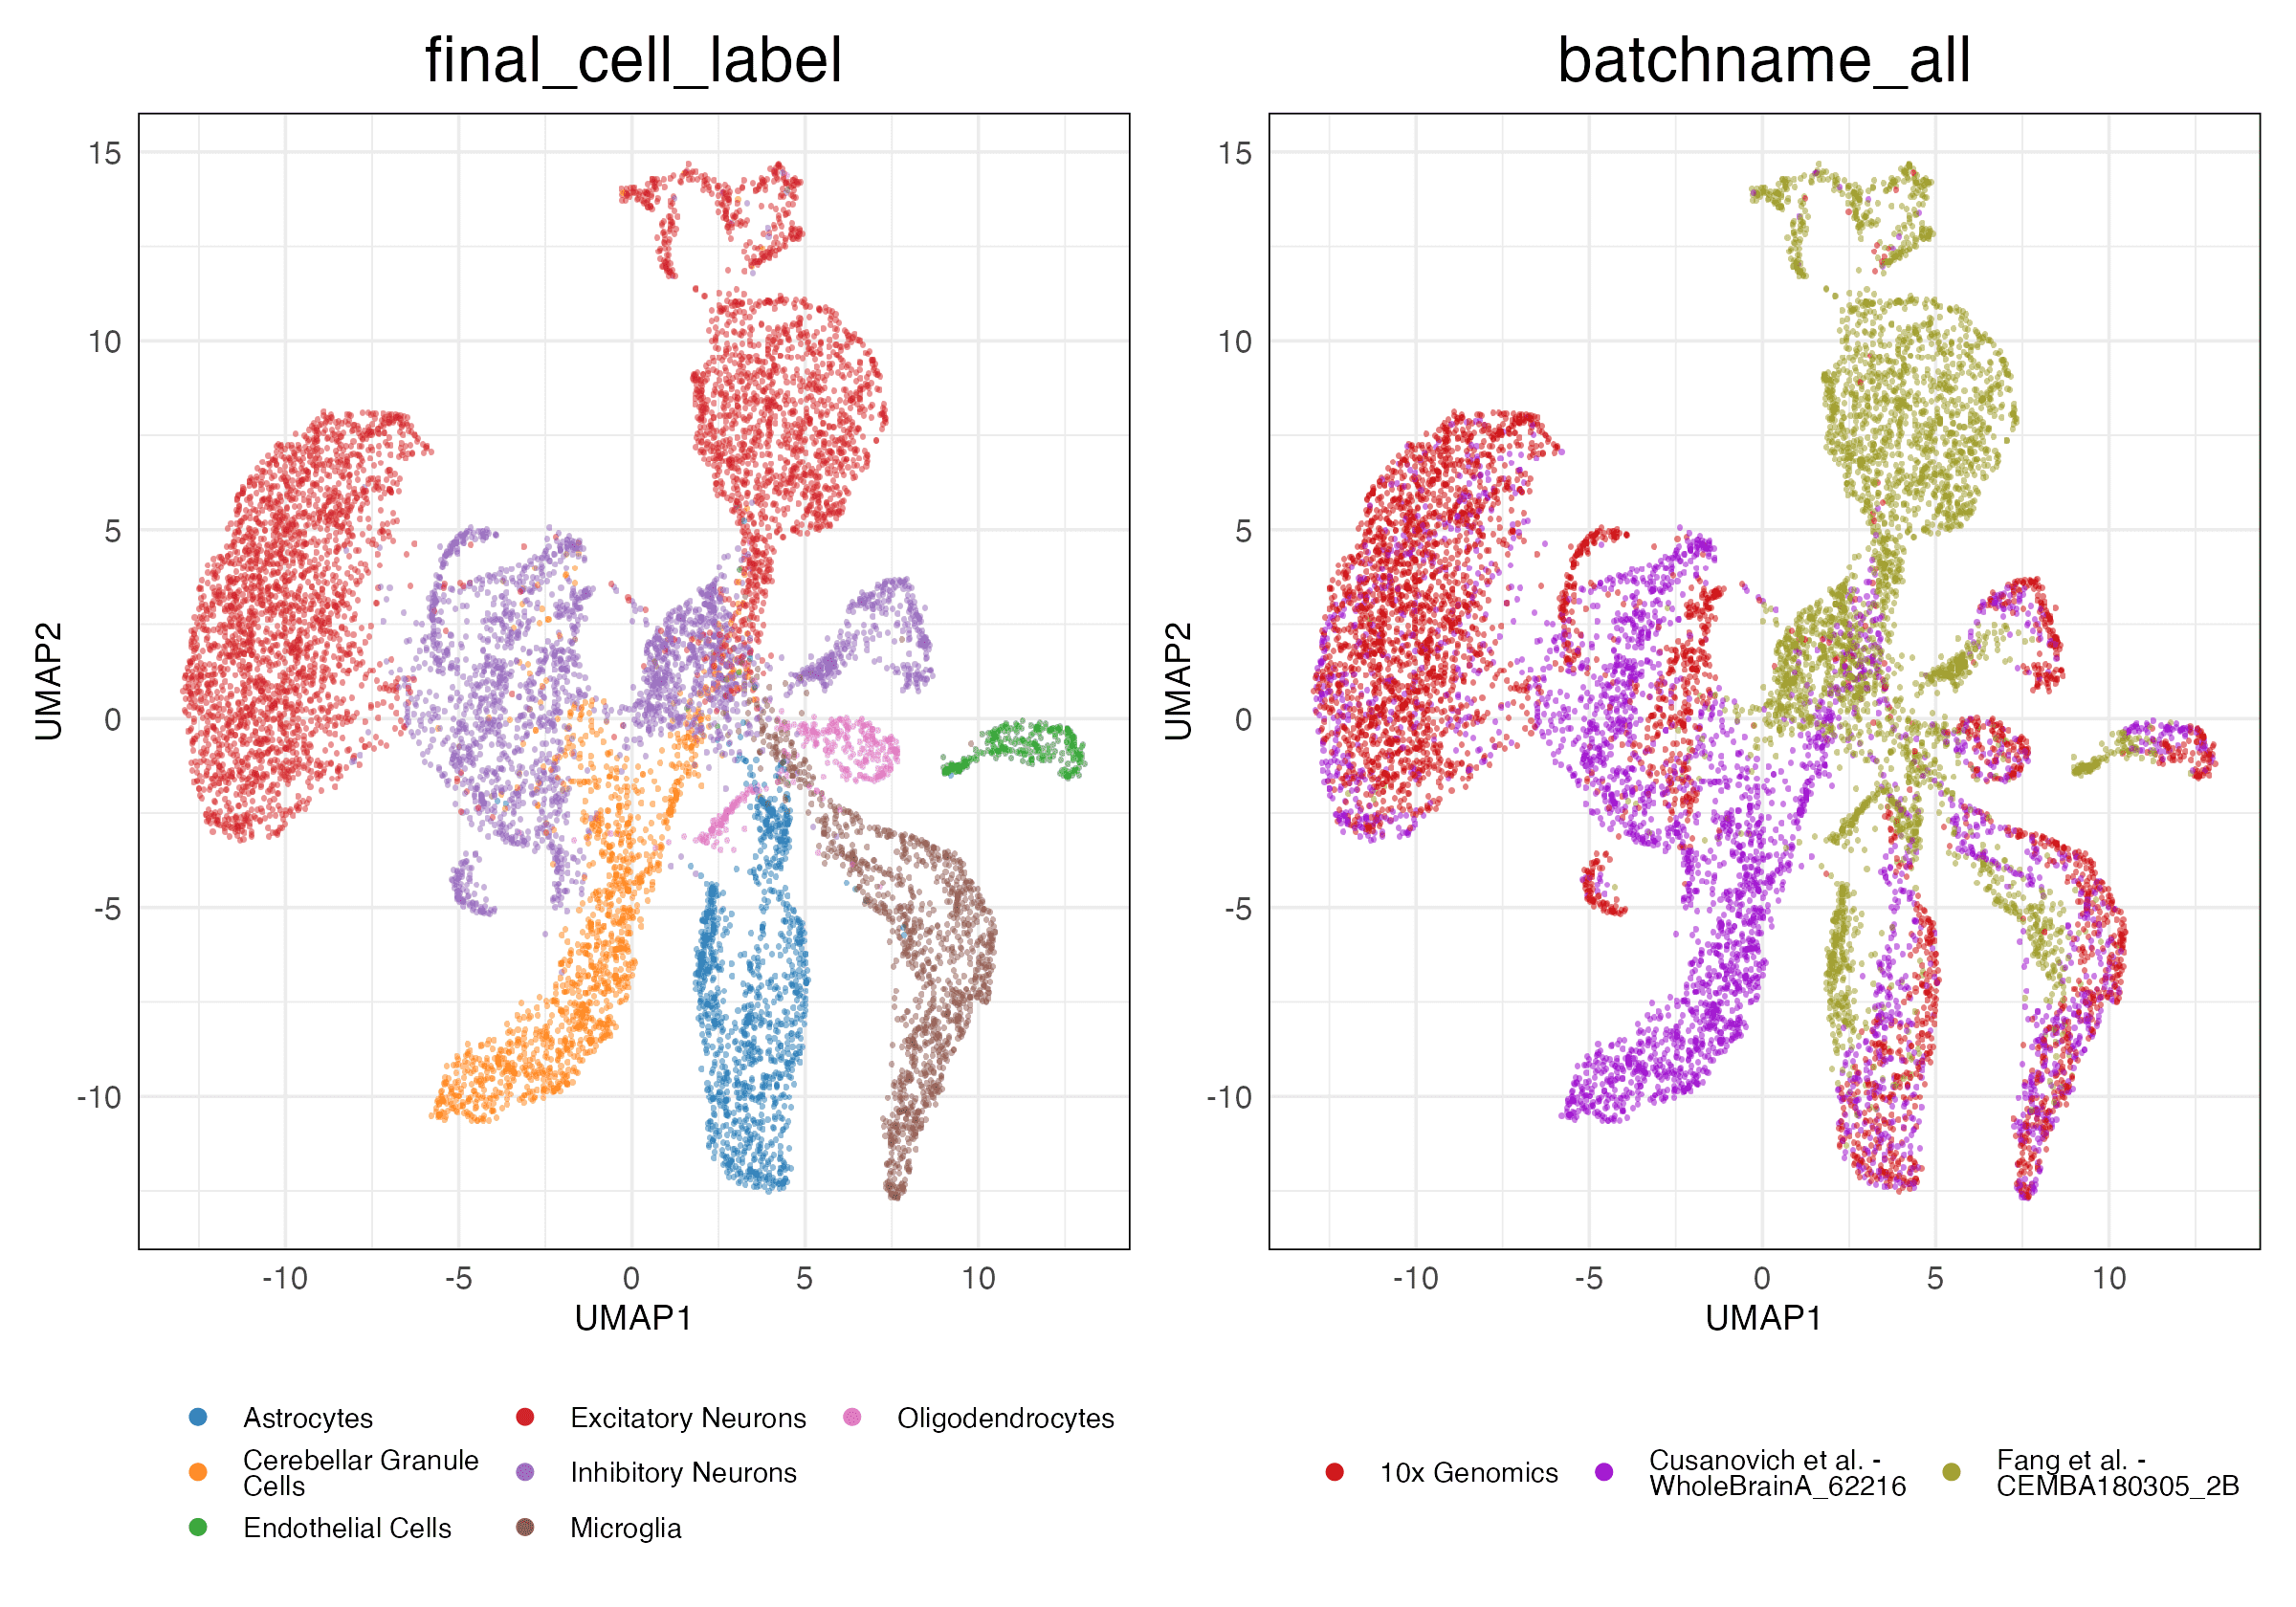 final_cell_label
batchname_all
15
10
5
0
-5
-10
UMAP2
-10
-5
0
5
10
UMAP1
15
10
5
0
-5
-10
UMAP2
-10
-5
0
5
10
UMAP1
Astrocytes
Cerebellar Granule
Cells
Endothelial Cells
Excitatory Neurons
Inhibitory Neurons
Microglia
Oligodendrocytes
10x Genomics
Cusanovich et al. -
WholeBrainA_62216
Fang et al. -
CEMBA180305_2B